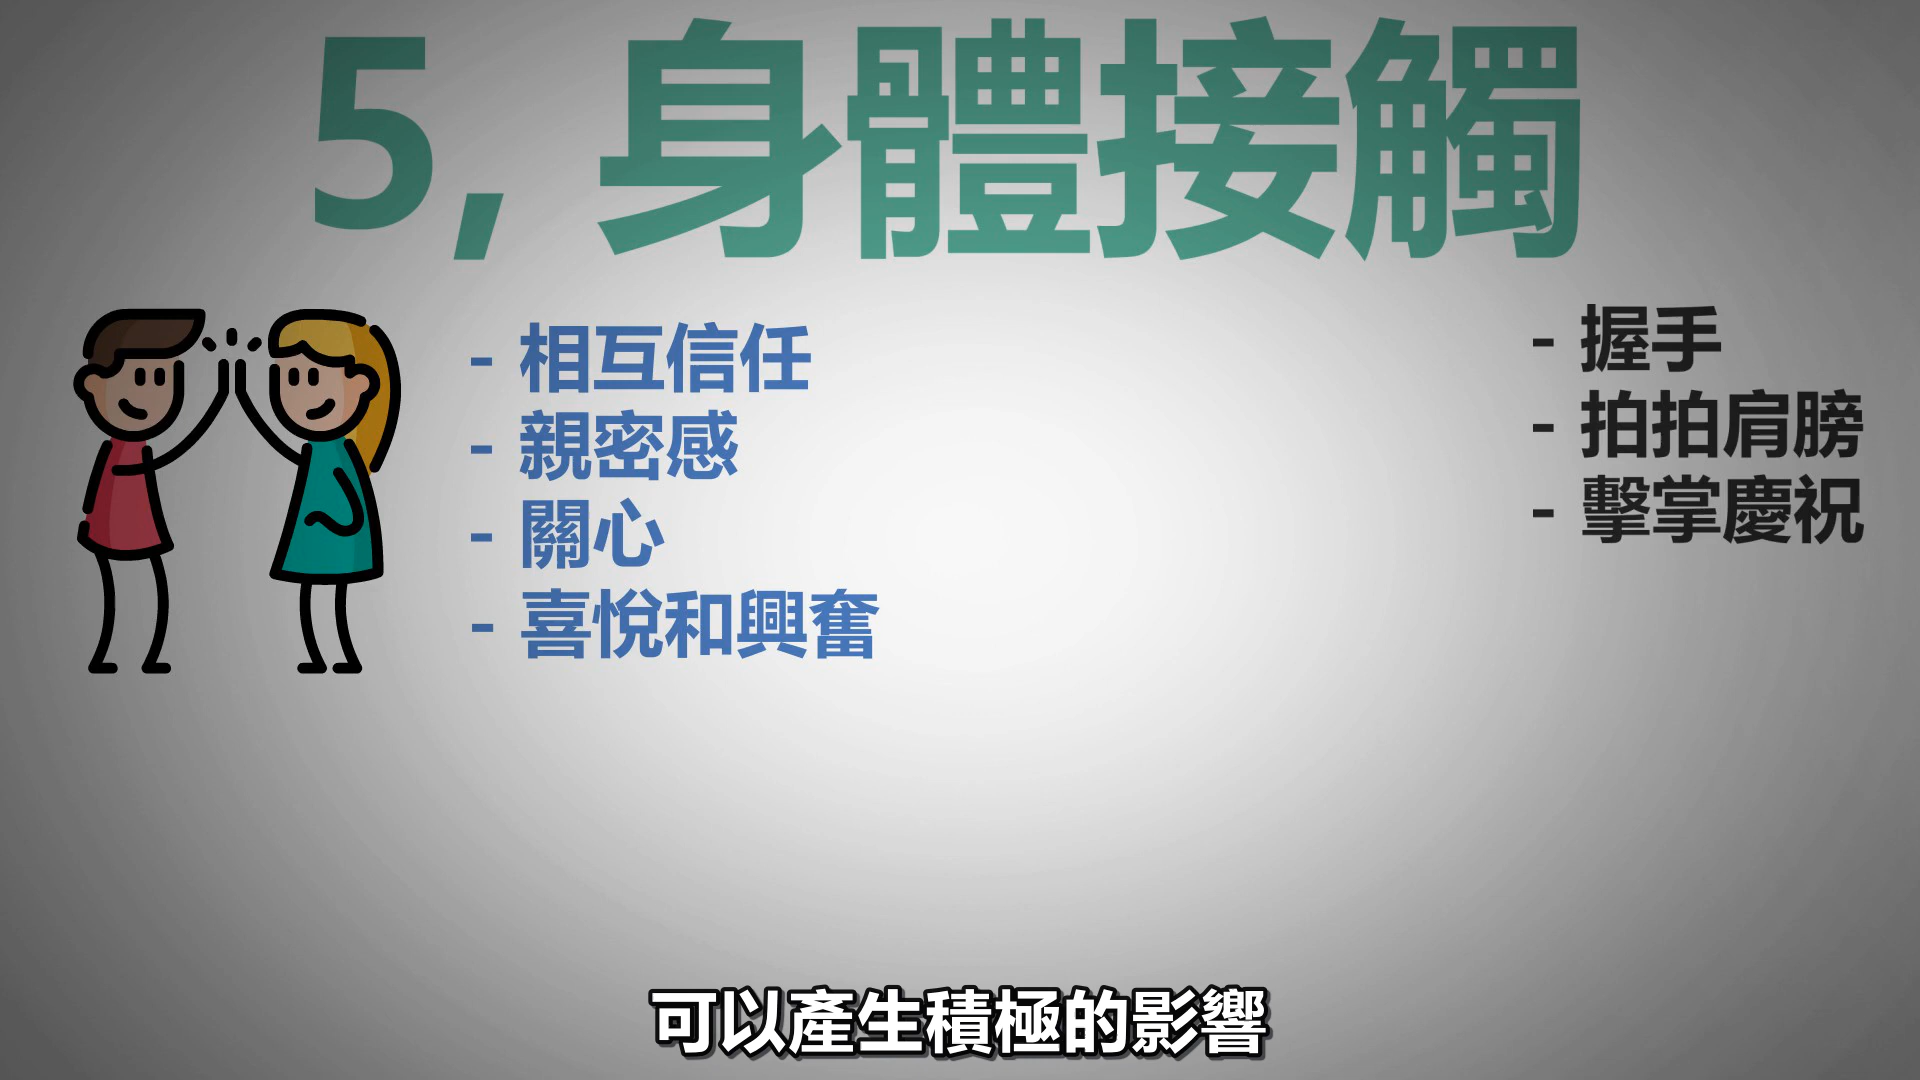 5, 身體接觸
- 相互信任
- 親密感
- 關心
- 喜悅和興奮
- 握手
- 拍拍肩膀
- 擊掌慶祝
可以產生積極的影響